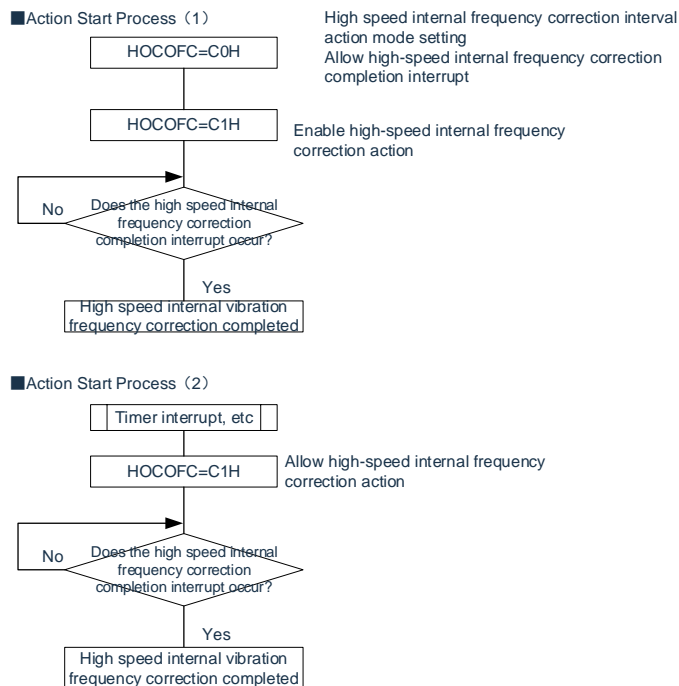 ■Action Start Process（1）
High speed internal frequency correction interval
action mode setting
Allow high-speed internal frequency correction
completion interrupt
HOCOFC=C0H
HOCOFC=C1H
Enable high-speed internal frequency
correction action
No
Does the high speed internal
frequency correction
completion interrupt occur?
Yes
High speed internal vibration
frequency correction completed
■Action Start Process（2）
Timer interrupt, etc
HOCOFC=C1H
Allow high-speed internal frequency
correction action
No
Does the high speed internal
frequency correction
completion interrupt occur?
Yes
High speed internal vibration
frequency correction completed